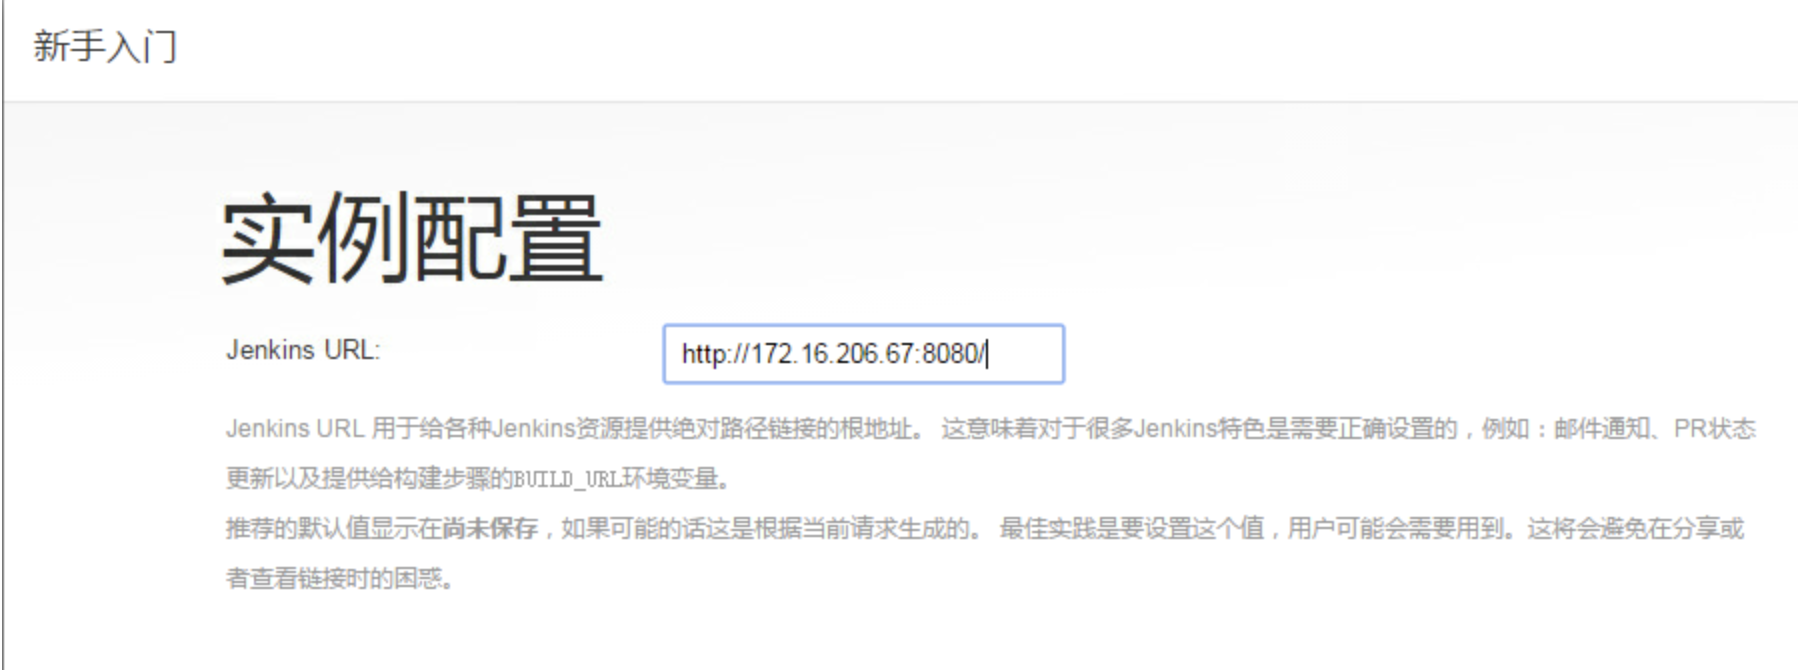 新手入门
实例配置
Jenkins URL:
http://172.16.206.67:8080/
Jenkins URL 用于给各种Jenkins资源提供绝对路径链接的根地址。 这意味着对于很多Jenkins特色是需要正确设置的，例如：邮件通知、PR状态
更新以及提供给构建步骤的BUILD_URL环境变量。
推荐的默认值显示在尚未保存，如果可能的话这是根据当前请求生成的。 最佳实践是要设置这个值，用户可能会需要用到。这将会避免在分享或
者查看链接时的困惑。